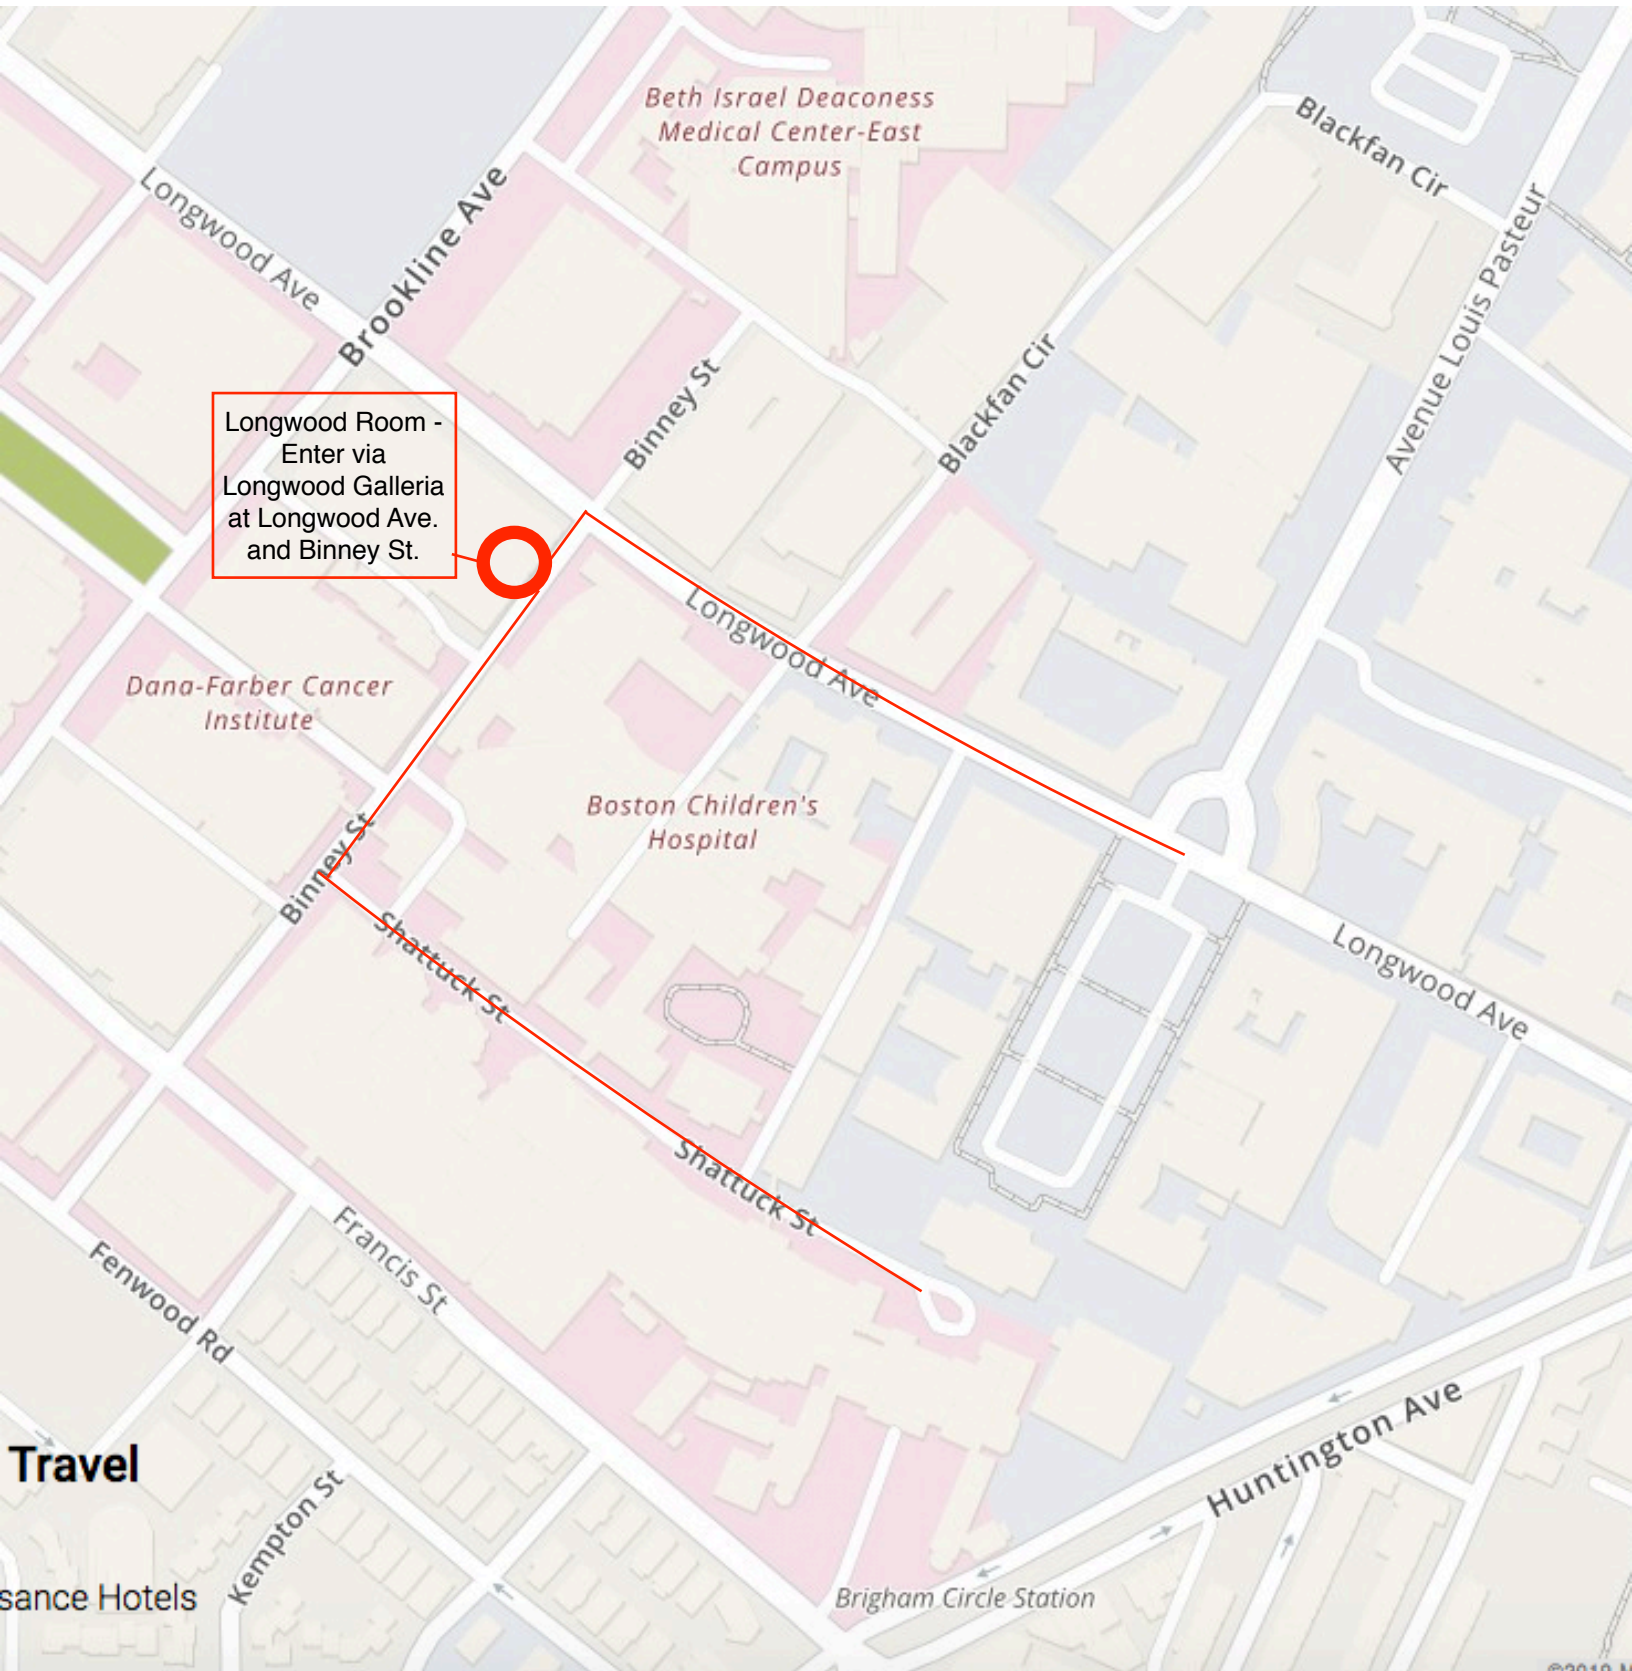 Beth Israel Deaconess
Medical Center-East
Campus
Blackfan Cir
Longwood Ave
Brookline Ave
Avenue Louis Pasteur
Binney St
Blackfan Cir
Longwood Room -
Enter via
Longwood Galleria
at Longwood Ave.
and Binney St.
Longwood Ave
Dana-Farber Cancer
Institute
Boston Children's
Hospital
Binney St
Shattuck St
Longwood Ave
Shattuck St
Francis St
Fenwood Rd
Huntington Ave
Travel
Kempton St
sance Hotels
Brigham Circle Station